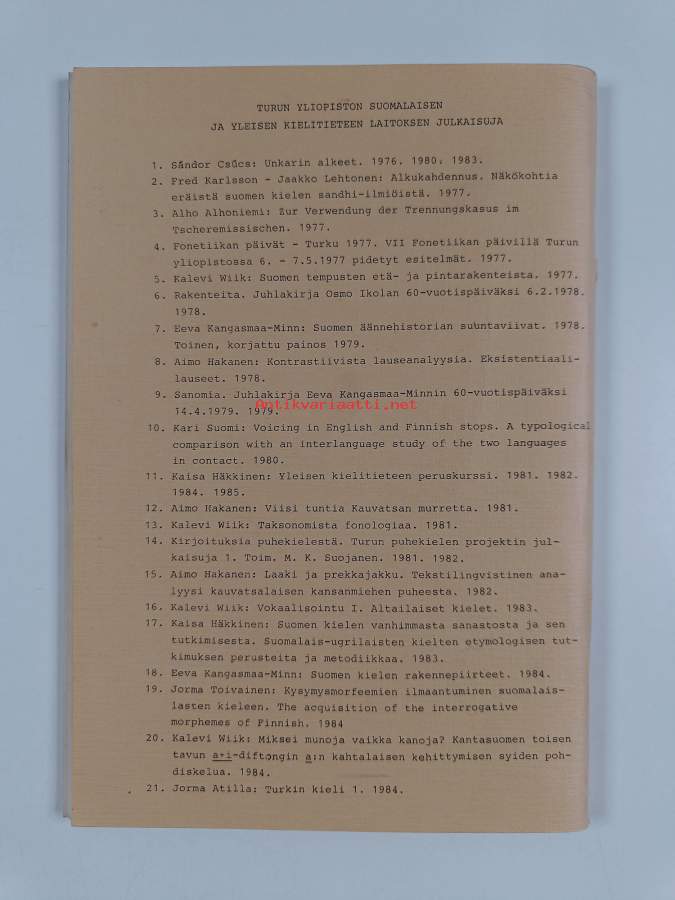 TURUN YLIOPISTON SUOMALAISEN
JA YLEISEN KIELITIETEEN LAITOKSEN JULKAISUJA
1. Sándor Csúcs: Unkarin alkeet. 1976. 1980. 1983.
2. Fred Karlsson - Jaakko Lehtonen: Alkukahdennus. Näkökohtia
eräistä suomen kielen sandhi-ilmiöistä. 1977.
3. Alho Alhoniemi: Zur Verwendung der Trennungskasus im
Tscheremissischen. 1977.
4. Fonetiikan päivät - Turku 1977. VII Fonetiikan päivillä Turun
yliopistossa 6. - 7.5.1977 pidetyt esitelmät. 1977.
5. Kalevi Wiik: Suomen tempusten etä- ja pintarakenteista. 1977.
6. Rakenteita. Juhlakirja Osmo Ikolan 60-vuotispäiväksi 6.2.1978.
1978.
7. Eeva Kangasmaa-Minn: Suomen äännehistorian suuntaviivat. 1978.
Toinen, korjattu painos 1979.
8. Aimo Hakanen: Kontrastiivista lauseanalyysia. Eksistentiaali-
lauseet. 1978.
9. Sanomia. Juhlakirja Eeva Kangasmaa-Minnin 60-vuotispäiväksi
14.4.1979. 1979.
Antikvariaatti.net
10. Kari Suomi: Voicing in English and Finnish stops. A typological
comparison with an interlanguage study of the two languages
in contact. 1980.
11. Kaisa Häkkinen: Yleisen kielitieteen peruskurssi. 1981. 1982.
1984. 1985.
12. Aimo Hakanen: Viisi tuntia Kauvatsan murretta. 1981.
13. Kalevi Wiik: Taksonomista fonologiaa. 1981.
14. Kirjoituksia puhekielestä. Turun puhekielen projektin jul-
kaisuja 1. Toim. M. K. Suojanen. 1981. 1982.
15. Aimo Hakanen: Laaki ja prekkajakku. Tekstilingvistinen ana-
lyysi kauvatsalaisen kansanmiehen puheesta. 1982.
16. Kalevi Wiik: Vokaalisointu I. Altailaiset kielet. 1983.
17. Kaisa Häkkinen: Suomen kielen vanhimmasta sanastosta ja sen
tutkimisesta. Suomalais-ugrilaisten kielten etymologisen tut-
kimuksen perusteita ja metodiikkaa. 1983.
18. Eeva Kangasmaa-Minn: Suomen kielen rakennepiirteet. 1984.
19. Jorma Toivainen: Kysymysmorfeemien ilmaantuminen suomalais-
lasten kieleen. The acquisition of the interrogative
morphemes of Finnish. 1984
20. Kalevi Wiik: Miksei munoja vaikka kanoja? Kantasuomen toisen
tavun a+i-diftongin a:n kahtalaisen kehittymisen syiden poh-
diskelua. 1984.
21. Jorma Atilla: Turkin kieli 1. 1984.